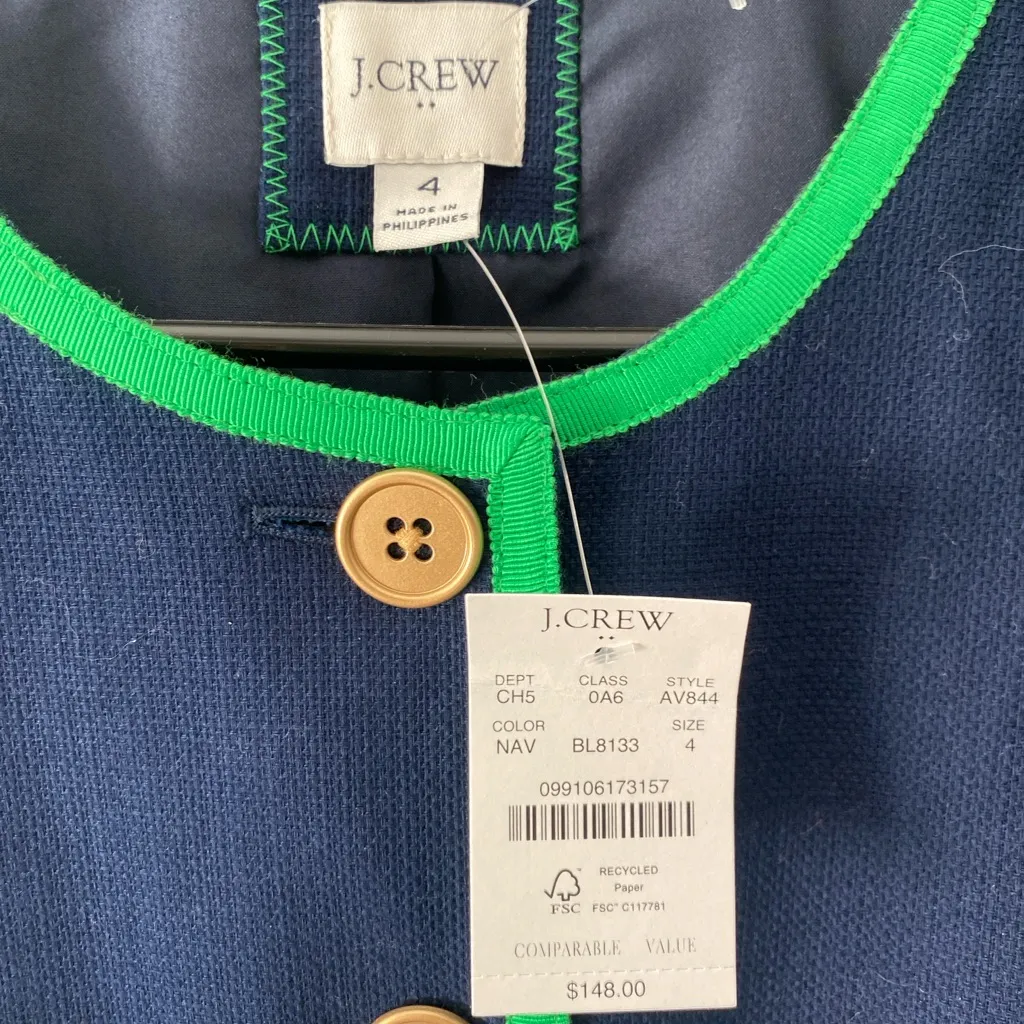 J.CREW
4
MADE IN
PHILIPPINES
J.CREW
DEPT CLASS STYLE
CH5 0A6 AV844
COLOR SIZE
NAV BL8133 4
099106173157
RECYCLED
Paper
FSC FSC® C117781
COMPARABLE VALUE
$148.00